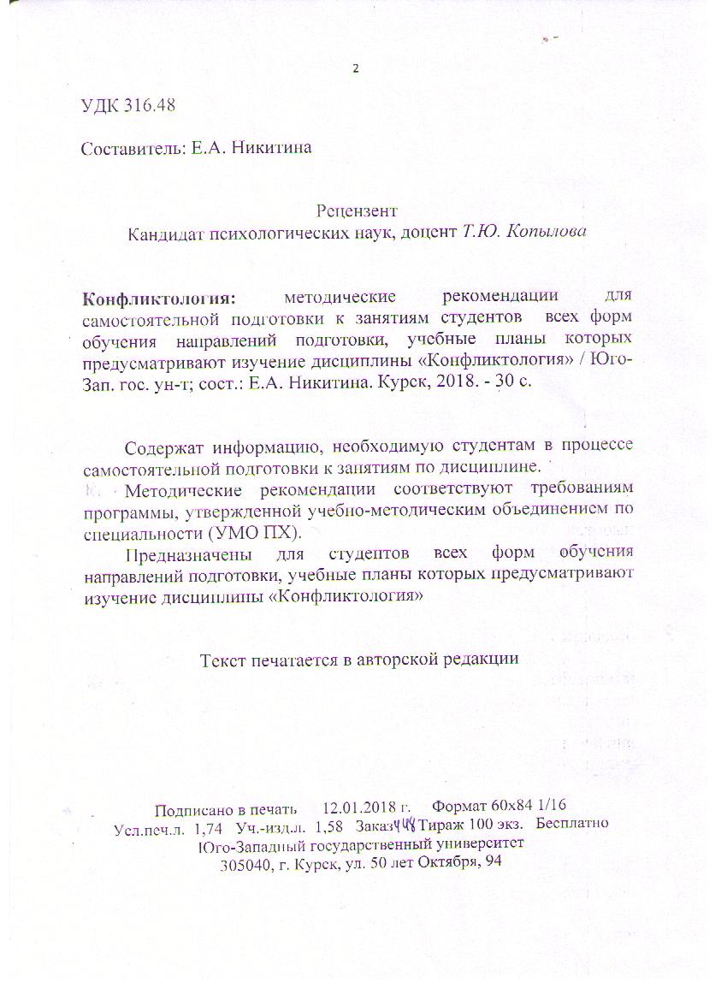 2
УДК 316.48
Составитель: Е.А. Никитина
Рецензент
Кандидат психологических наук, доцент Т.Ю. Копылова
Конфликтология: методические рекомендации для
самостоятельной подготовки к занятиям студентов всех форм
обучения направлений подготовки, учебные планы которых
предусматривают изучение дисциплины «Конфликтология» / Юго-
Зап. гос. ун-т; сост.: Е.А. Никитина. Курск, 2018. - 30 с.
Содержат информацию, необходимую студентам в процессе
самостоятельной подготовки к занятиям по дисциплине.
Методические рекомендации соответствуют требованиям
программы, утвержденной учебно-методическим объединением по
специальности (УМО ПХ).
Предназначены для студентов всех форм обучения
направлений подготовки, учебные планы которых предусматривают
изучение дисциплины «Конфликтология»
Текст печатается в авторской редакции
Подписано в печать 12.01.2018 г. Формат 60х84 1/16
Усл.печ.л. 1,74 Уч.-изд.л. 1,58 Заказ 448 Тираж 100 экз. Бесплатно
Юго-Западный государственный университет
305040, г. Курск, ул. 50 лет Октября, 94